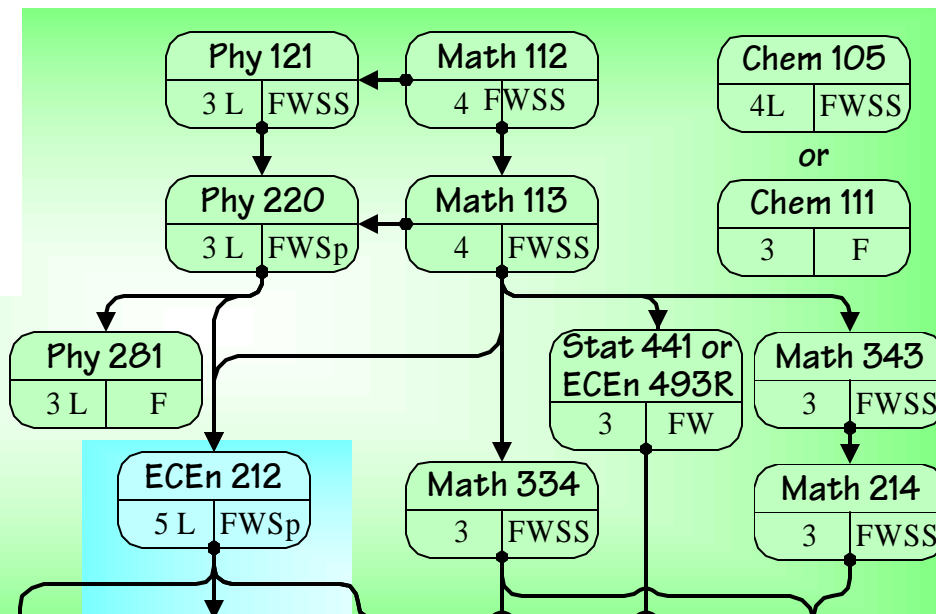 Phy 121
3 L FWSS
Math 112
4 FWSS
Chem 105
4L FWSS
or
Phy 220
3 L FWSp
Math 113
4 FWSS
Chem 111
3 F
Phy 281
3 L F
Stat 441 or
ECEn 493R
3 FW
Math 343
3 FWSS
ECEn 212
5 L FWSp
Math 334
3 FWSS
Math 214
3 FWSS